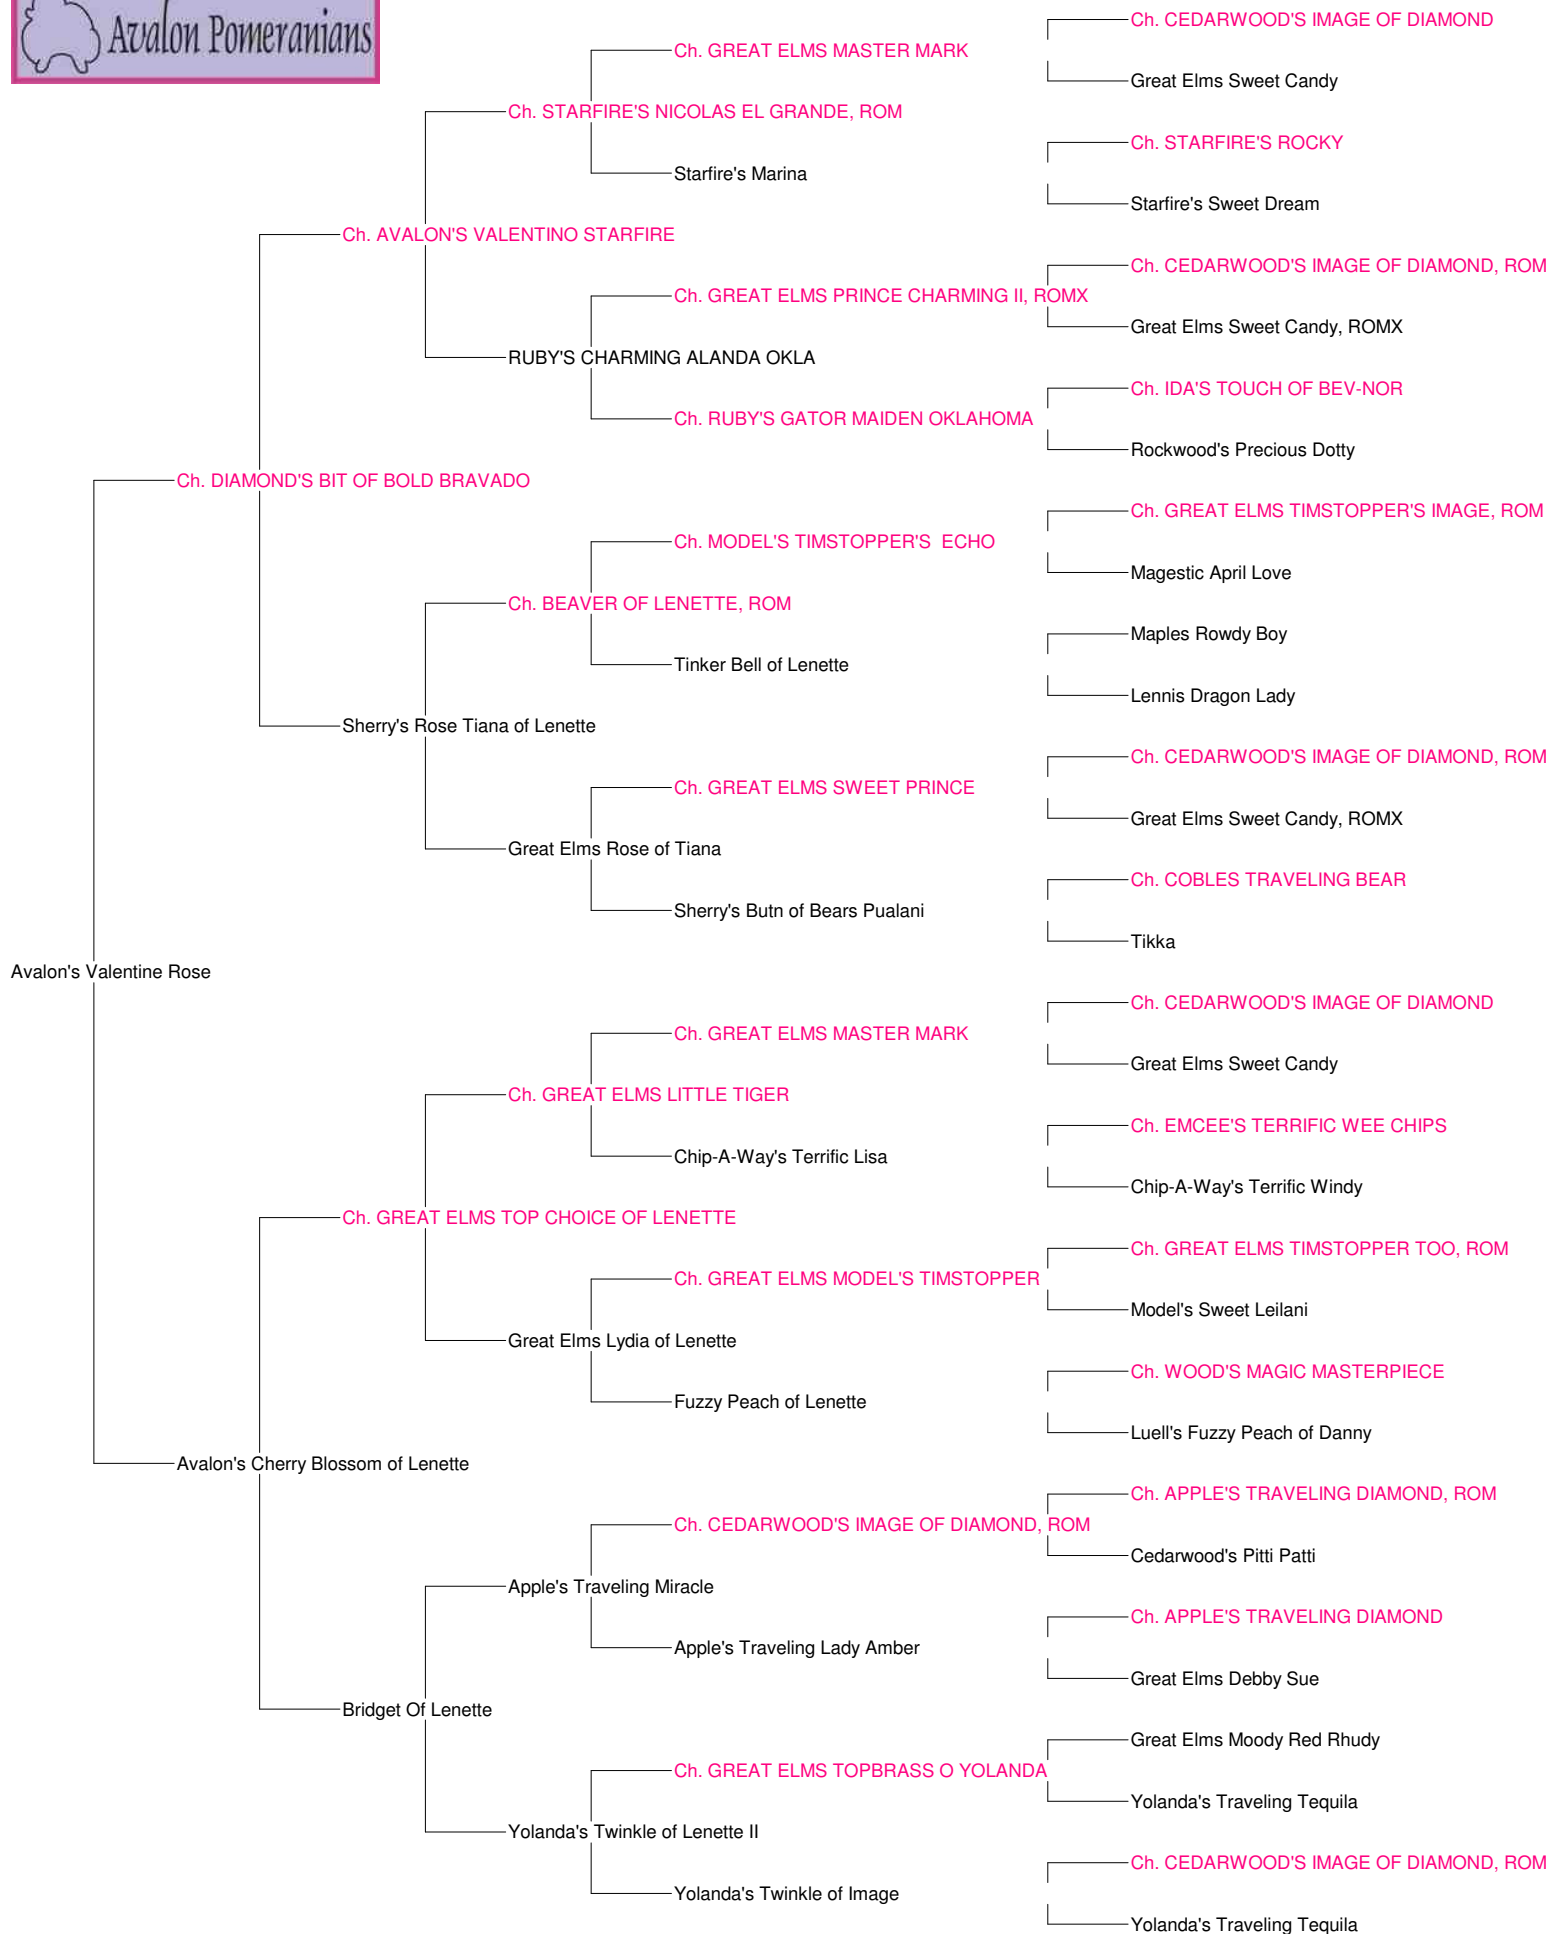 Avalon Pomeranians
Ch. CEDARWOOD'S IMAGE OF DIAMOND
Ch. GREAT ELMS MASTER MARK
Great Elms Sweet Candy
Ch. STARFIRE'S NICOLAS EL GRANDE, ROM
Ch. STARFIRE'S ROCKY
Starfire's Marina
Starfire's Sweet Dream
Ch. AVALON'S VALENTINO STARFIRE
Ch. CEDARWOOD'S IMAGE OF DIAMOND, ROM
Ch. GREAT ELMS PRINCE CHARMING II, ROMX
Great Elms Sweet Candy, ROMX
RUBY'S CHARMING ALANDA OKLA
Ch. IDA'S TOUCH OF BEV-NOR
Ch. RUBY'S GATOR MAIDEN OKLAHOMA
Rockwood's Precious Dotty
Ch. DIAMOND'S BIT OF BOLD BRAVADO
Ch. GREAT ELMS TIMSTOPPER'S IMAGE, ROM
Ch. MODEL'S TIMSTOPPER'S ECHO
Magestic April Love
Ch. BEAVER OF LENETTE, ROM
Maples Rowdy Boy
Tinker Bell of Lenette
Lennis Dragon Lady
Sherry's Rose Tiana of Lenette
Ch. CEDARWOOD'S IMAGE OF DIAMOND, ROM
Ch. GREAT ELMS SWEET PRINCE
Great Elms Sweet Candy, ROMX
Great Elms Rose of Tiana
Ch. COBLES TRAVELING BEAR
Sherry's Butn of Bears Pualani
Tikka
Avalon's Valentine Rose
Ch. CEDARWOOD'S IMAGE OF DIAMOND
Ch. GREAT ELMS MASTER MARK
Great Elms Sweet Candy
Ch. GREAT ELMS LITTLE TIGER
Ch. EMCEE'S TERRIFIC WEE CHIPS
Chip-A-Way's Terrific Lisa
Chip-A-Way's Terrific Windy
Ch. GREAT ELMS TOP CHOICE OF LENETTE
Ch. GREAT ELMS TIMSTOPPER TOO, ROM
Ch. GREAT ELMS MODEL'S TIMSTOPPER
Model's Sweet Leilani
Great Elms Lydia of Lenette
Ch. WOOD'S MAGIC MASTERPIECE
Fuzzy Peach of Lenette
Luell's Fuzzy Peach of Danny
Avalon's Cherry Blossom of Lenette
Ch. APPLE'S TRAVELING DIAMOND, ROM
Ch. CEDARWOOD'S IMAGE OF DIAMOND, ROM
Cedarwood's Pitti Patti
Apple's Traveling Miracle
Ch. APPLE'S TRAVELING DIAMOND
Apple's Traveling Lady Amber
Great Elms Debby Sue
Bridget Of Lenette
Great Elms Moody Red Rhudy
Ch. GREAT ELMS TOPBRASS O YOLANDA
Yolanda's Traveling Tequila
Yolanda's Twinkle of Lenette II
Ch. CEDARWOOD'S IMAGE OF DIAMOND, ROM
Yolanda's Twinkle of Image
Yolanda's Traveling Tequila